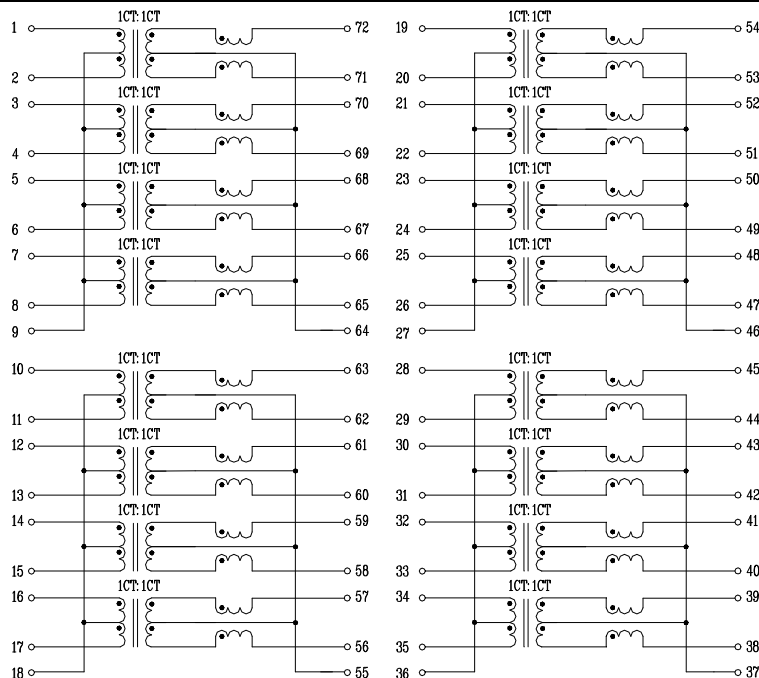 1CT:1CT 1CT:1CT
1 72 19 54
2 71 20 53
1CT:1CT 1CT:1CT
3 70 21 52
4 69 22 51
1CT:1CT 1CT:1CT
5 68 23 50
6 67 24 49
1CT:1CT 1CT:1CT
7 66 25 48
8 65 26 47
9 64 27 46
1CT:1CT 1CT:1CT
10 63 28 45
11 62 29 44
1CT:1CT 1CT:1CT
12 61 30 43
13 60 31 42
1CT:1CT 1CT:1CT
14 59 32 41
15 58 33 40
1CT:1CT 1CT:1CT
16 57 34 39
17 56 35 38
18 55 36 37